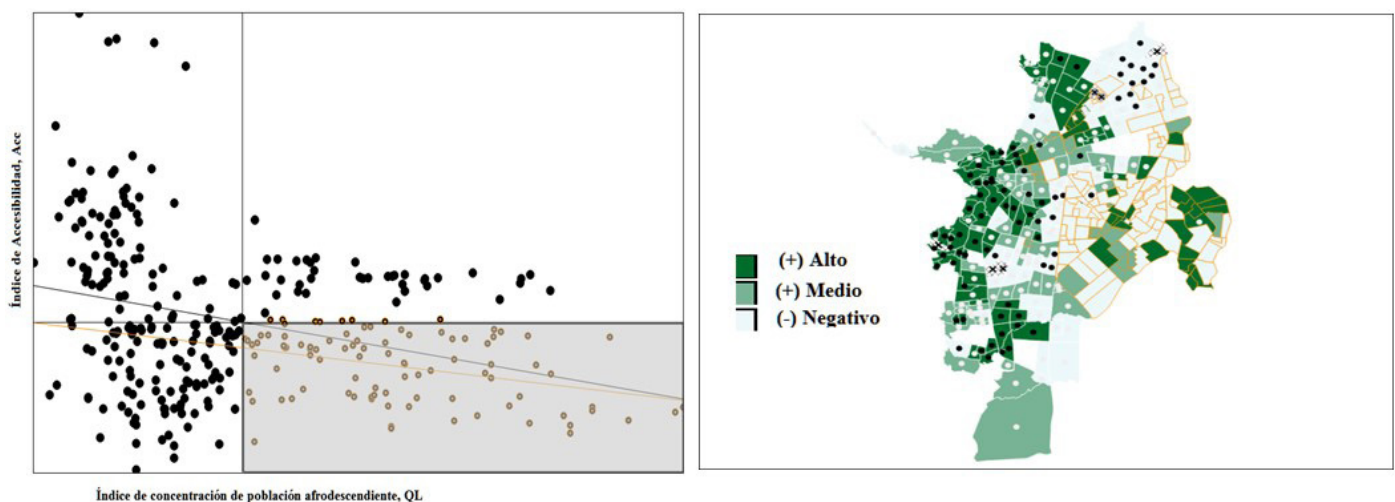 Índice de Accesibilidad, Acc
Índice de concentración de población afrodescendiente, QL
(+) Alto
(+) Medio
(-) Negativo